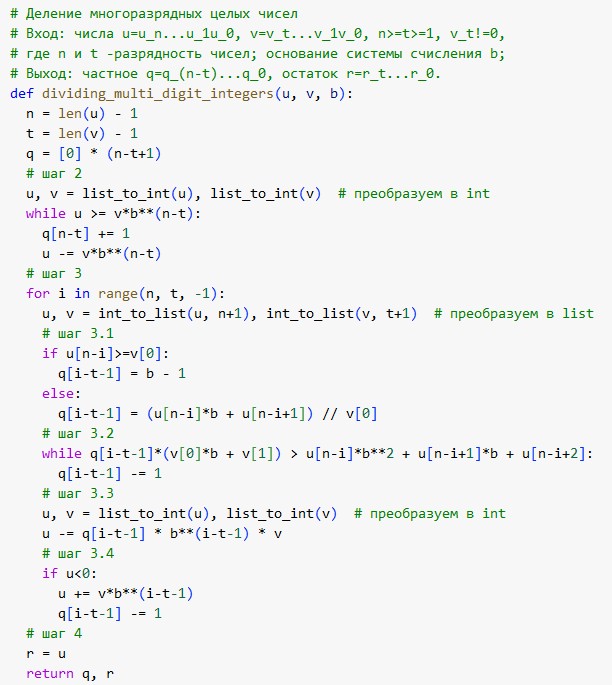 # Деление многоразрядных целых чисел
# Вход: числа u=u_n...u_1u_0, v=v_t...v_1v_0, n>=t>=1, v_t!=0,
# где n и t -разрядность чисел; основание системы счисления b;
# Выход: частное q=q_(n-t)...q_0, остаток r=r_t...r_0.
def dividing_multi_digit_integers(u, v, b):
  n = len(u) - 1
  t = len(v) - 1
  q = [0] * (n-t+1)
  # шаг 2
  u, v = list_to_int(u), list_to_int(v)  # преобразуем в int
  while u >= v*b**(n-t):
    q[n-t] += 1
    u -= v*b**(n-t)
  # шаг 3
  for i in range(n, t, -1):
    u, v = int_to_list(u, n+1), int_to_list(v, t+1)  # преобразуем в list
    # шаг 3.1
    if u[n-i]>=v[0]:
      q[i-t-1] = b - 1
    else:
      q[i-t-1] = (u[n-i]*b + u[n-i+1]) // v[0]
    # шаг 3.2
    while q[i-t-1]*(v[0]*b + v[1]) > u[n-i]*b**2 + u[n-i+1]*b + u[n-i+2]:
      q[i-t-1] -= 1
    # шаг 3.3
    u, v = list_to_int(u), list_to_int(v)  # преобразуем в int
    u -= q[i-t-1] * b**(i-t-1) * v
    # шаг 3.4
    if u<0:
      u += v*b**(i-t-1)
      q[i-t-1] -= 1
  # шаг 4
  r = u
  return q, r